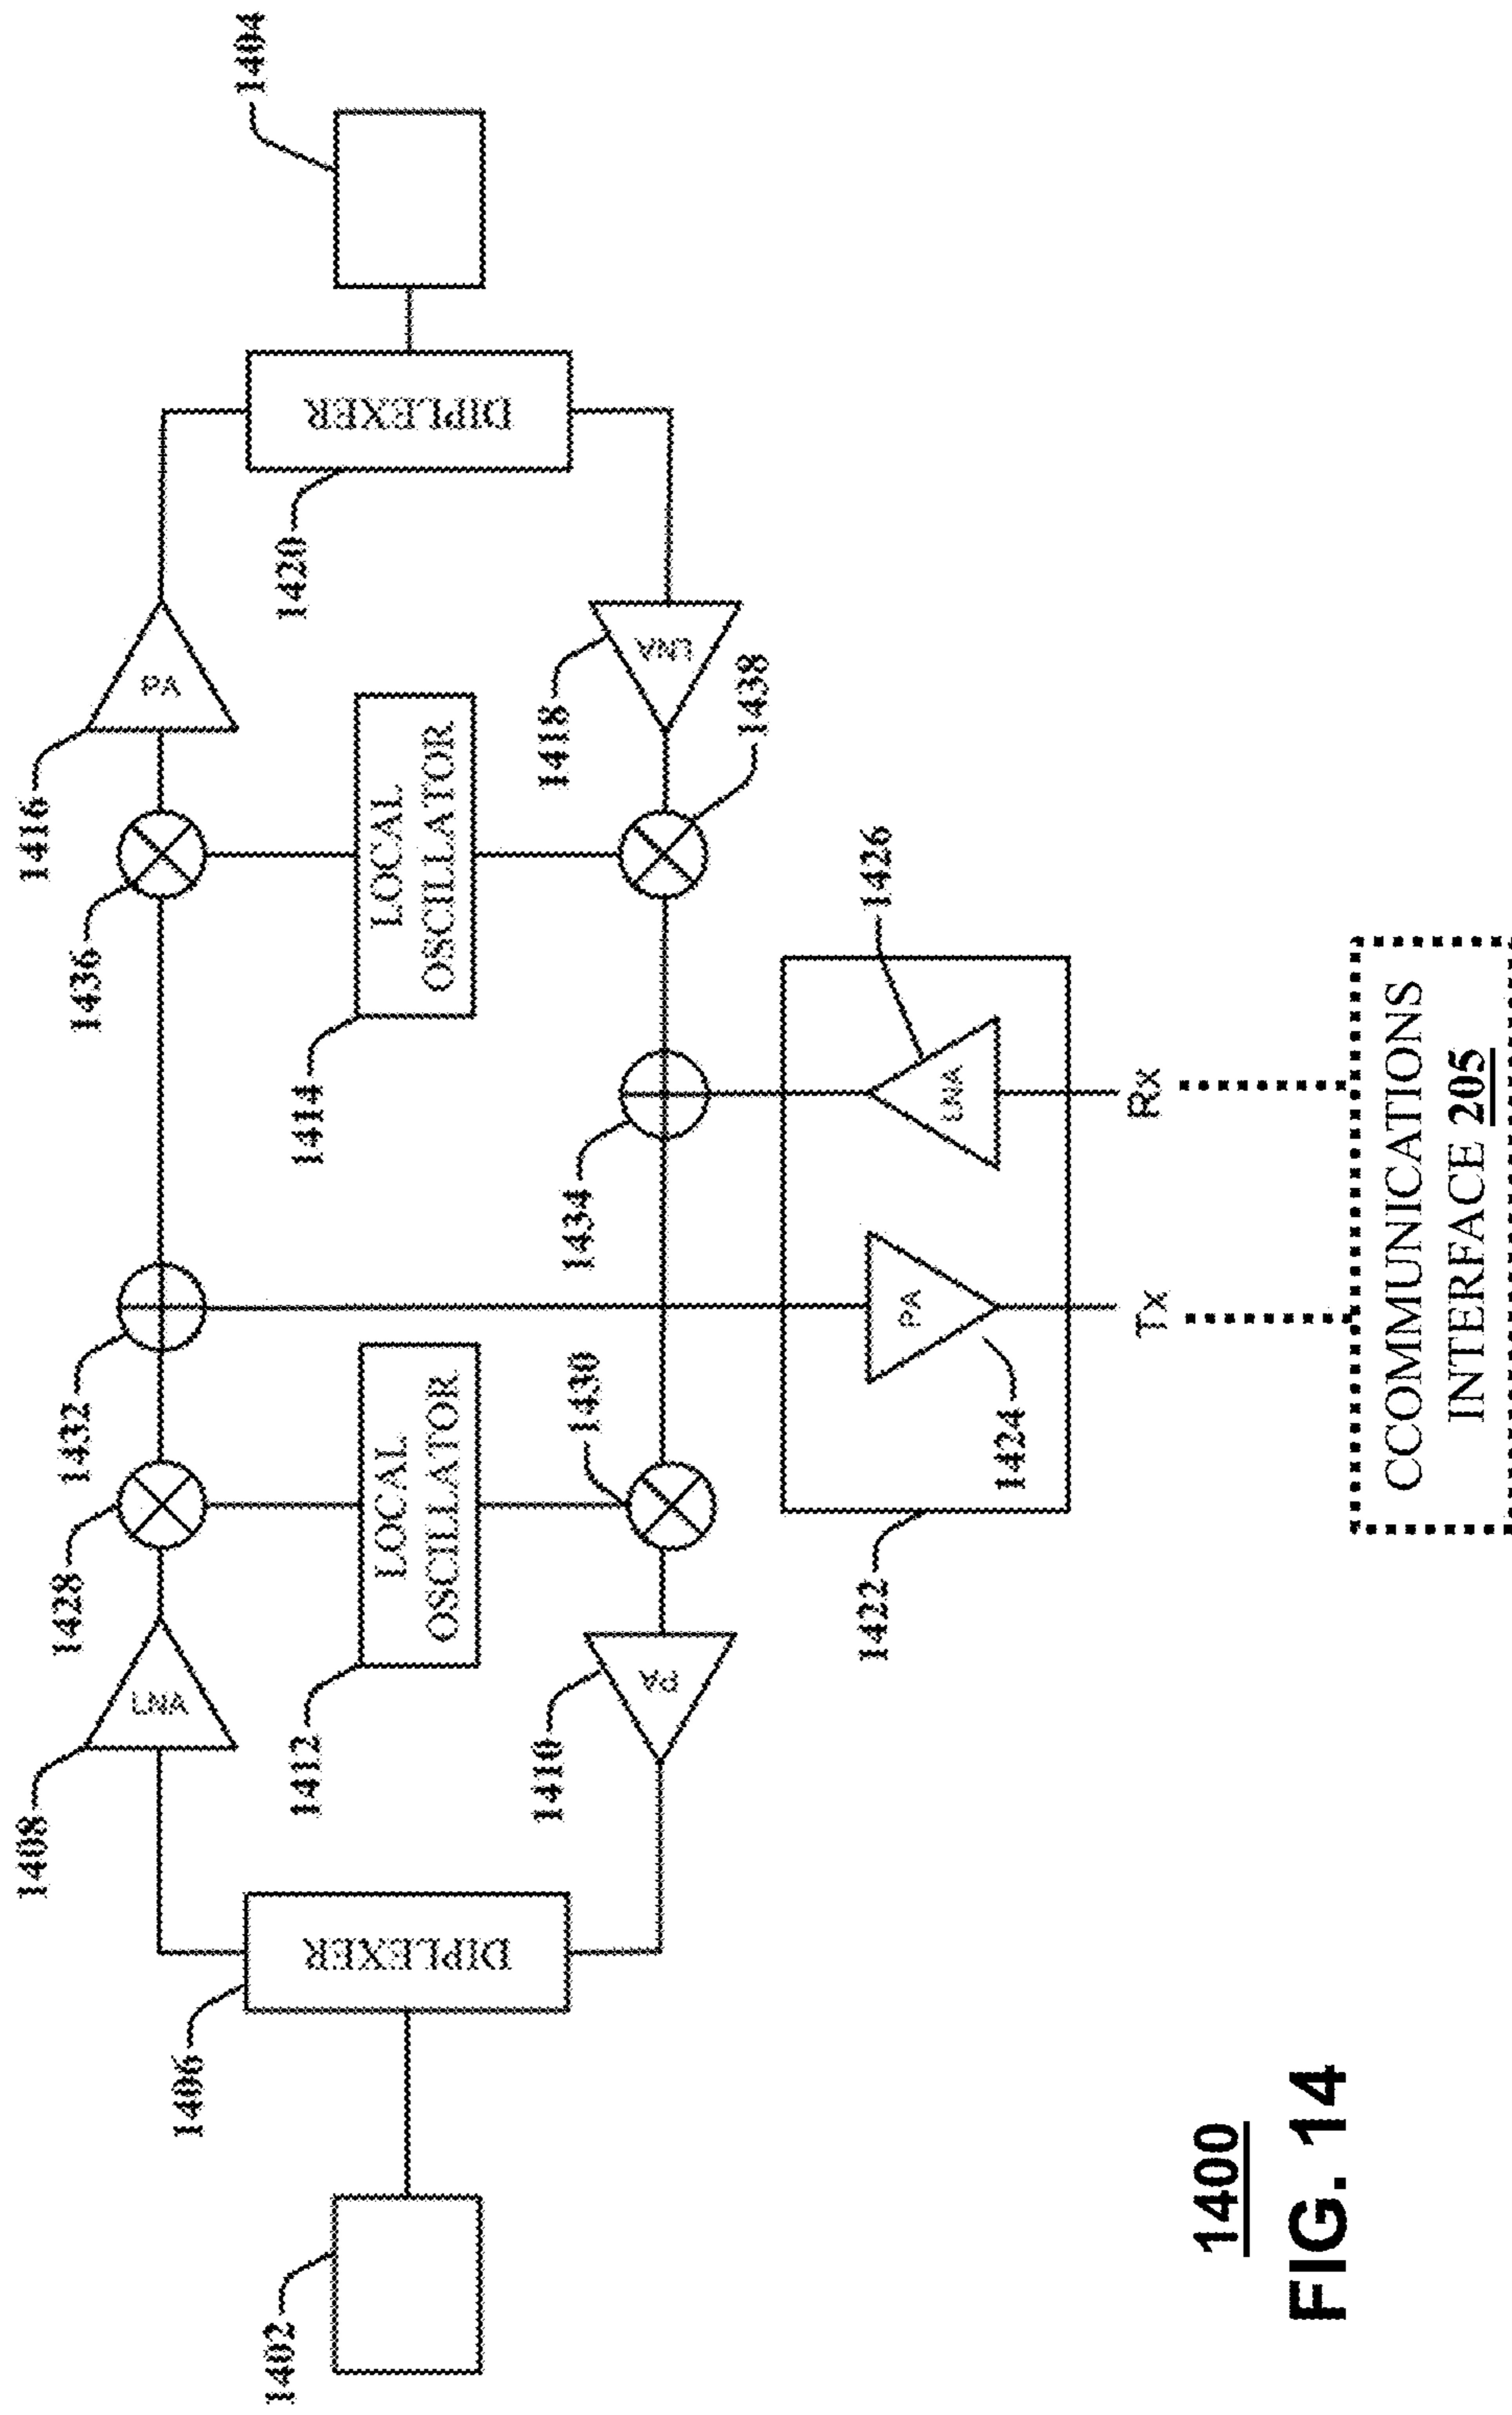 1408
1428
1432
1436
1416
1404
LNA
PA
1406
1412
1414
1420
DIPLEXER
LOCAL
OSCILLATOR
LOCAL
OSCILLATOR
DIPLEXER
1402
1410
1430
1434
1418
PA
LNA
1438
1422
1424
PA
LNA
1426
Tx
Rx
CCOMMUNICATIONS
INTERFACE 205
1400
FIG. 14